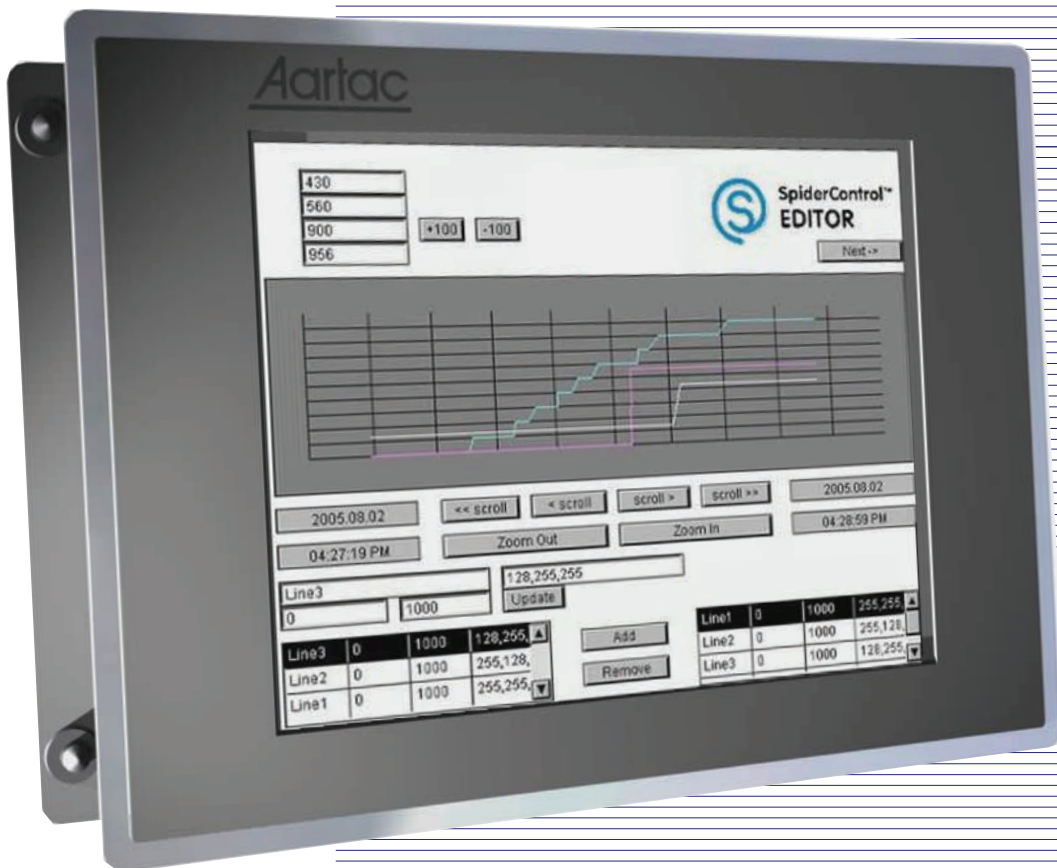 Aartac
430
560
900
956
+100 -100
SpiderControl™
EDITOR
Next ->
2005.08.02
04:27:19 PM
<< scroll < scroll scroll > scroll >>
Zoom Out Zoom In
2005.08.02
04:28:59 PM
Line3
0 1000
128,255,255
Update
Line3 0 1000 128,255,
Line2 0 1000 255,128,
Line1 0 1000 255,255,
Add
Remove
Line1 0 1000 255,255,
Line2 0 1000 255,128,
Line3 0 1000 128,255,